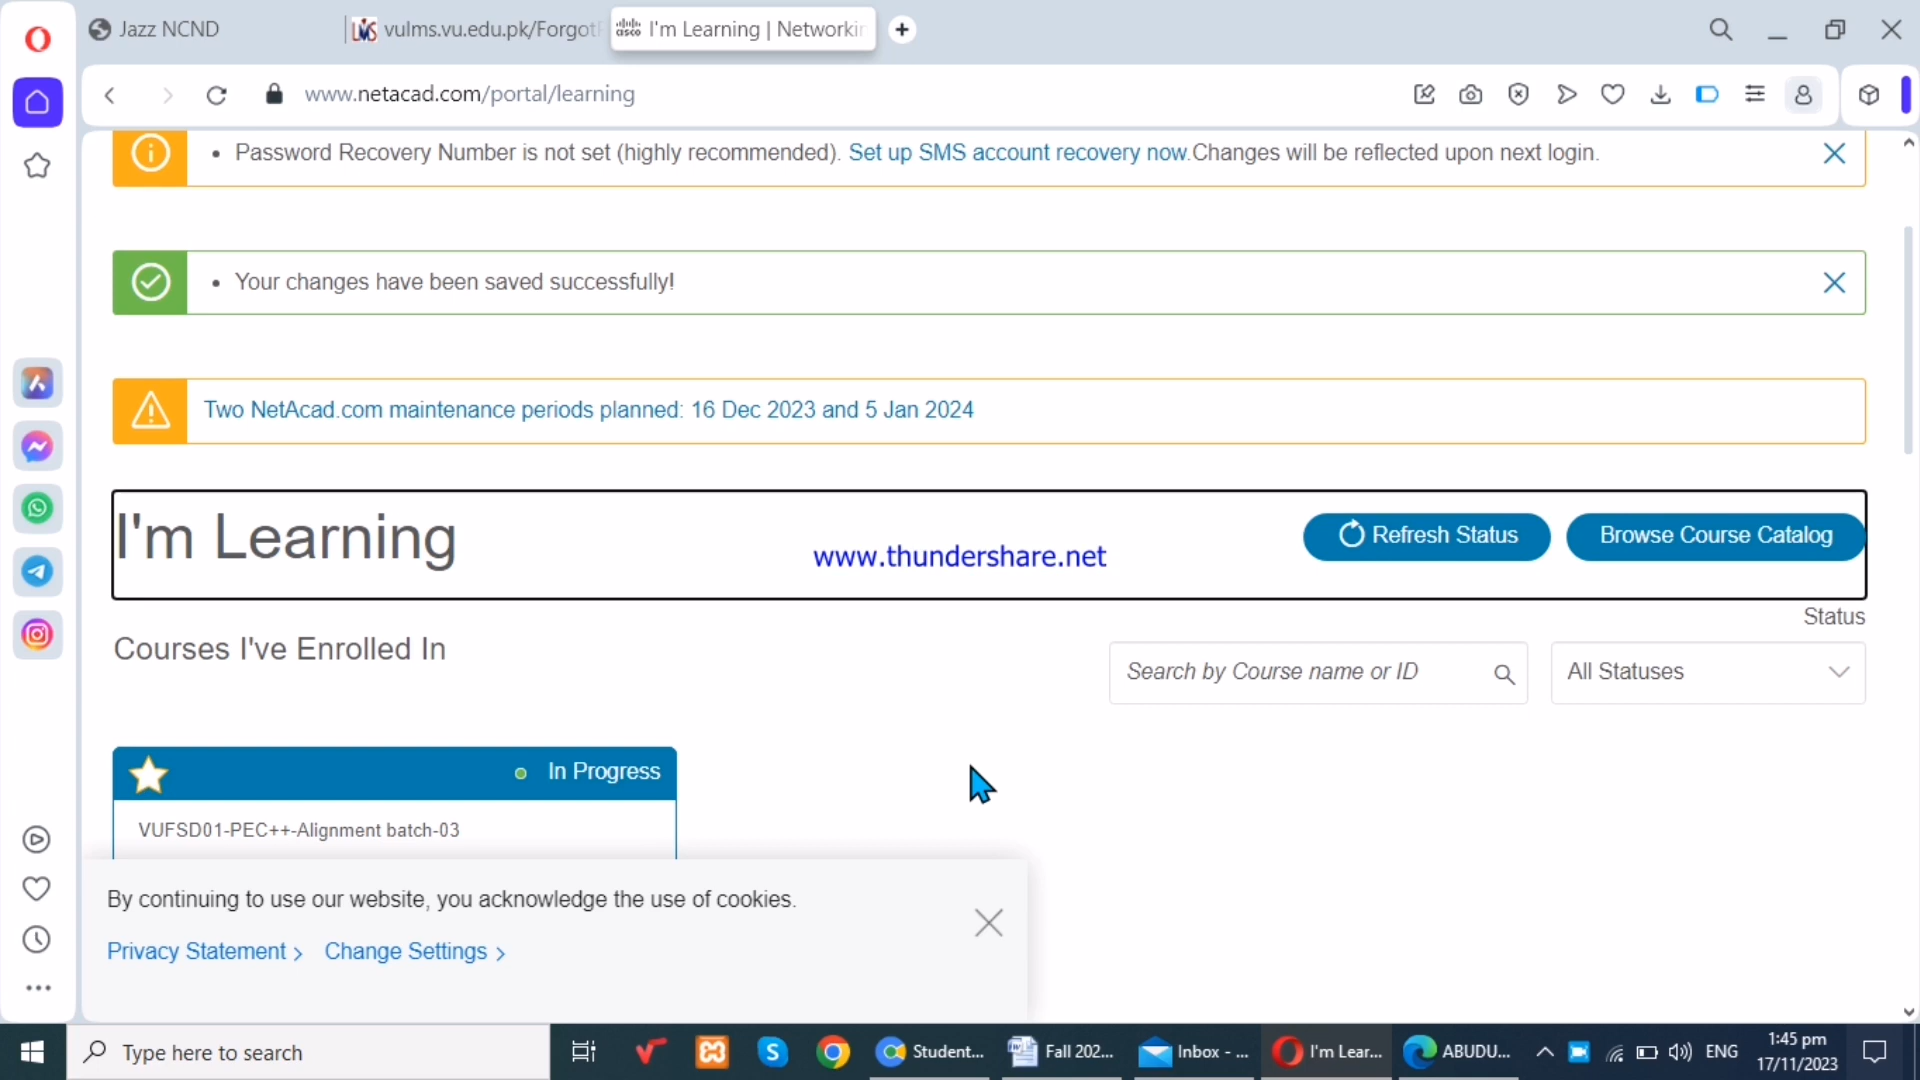 Jazz NCND
vulms.vu.edu.pk/Forgot
I'm Learning | Networkin
www.netacad.com/portal/learning
• Password Recovery Number is not set (highly recommended). Set up SMS account recovery now.Changes will be reflected upon next login.
• Your changes have been saved successfully!
Two NetAcad.com maintenance periods planned: 16 Dec 2023 and 5 Jan 2024
I'm Learning
www.thundershare.net
Refresh Status
Browse Course Catalog
Status
Courses I've Enrolled In
Search by Course name or ID
All Statuses
In Progress
VUFSD01-PEC++-Alignment batch-03
By continuing to use our website, you acknowledge the use of cookies.
Privacy Statement > Change Settings >
Type here to search
Student...
Fall 202...
Inbox - ...
I'm Lear...
ABUDU...
ENG
1:45 pm
17/11/2023